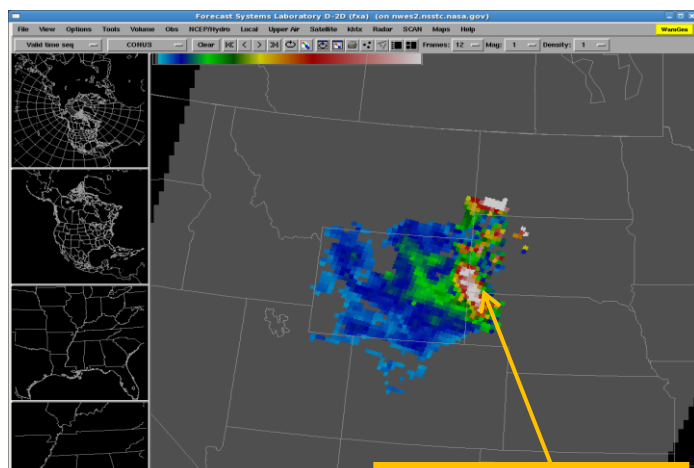 Forecast Systems Laboratory D-2D (fxa) (on nwes2.nsstc.nasa.gov)
File View Options Tools Volume Obs NCEP/Hydro Local Upper Air Satellite khtx Radar SCAN Maps Help WarnGen
Valid time seq CONUS Clear Frames: 12 Mag: 1 Density: 1